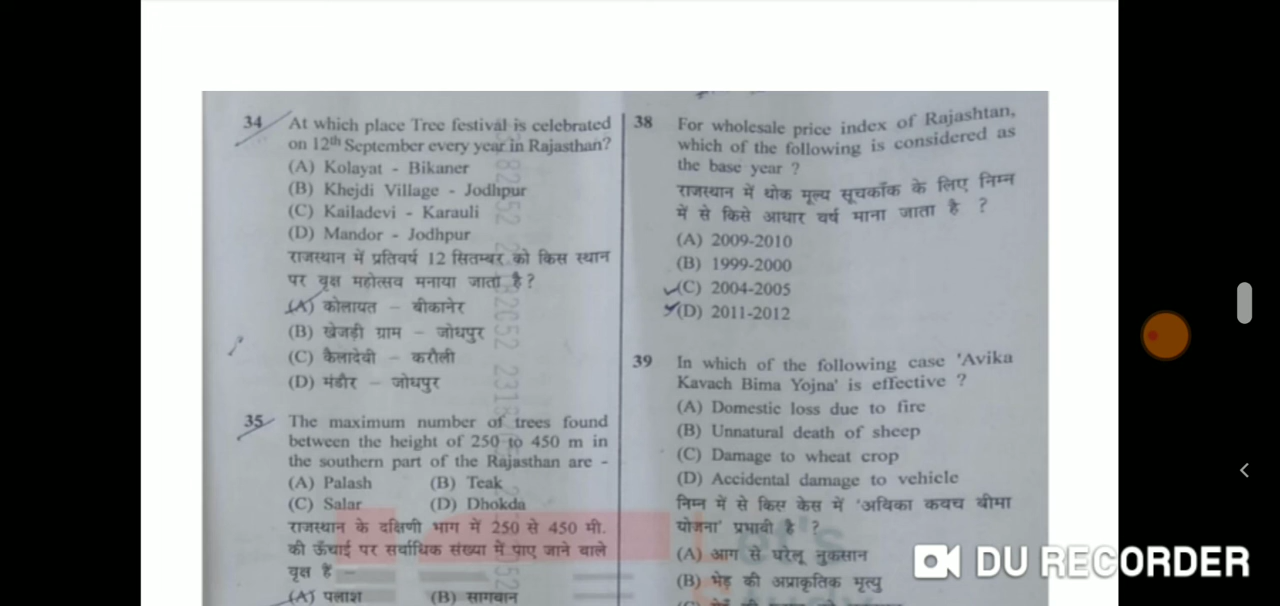 34 At which place Tree festival is celebrated
on 12th September every year in Rajasthan?
(A) Kolayat - Bikaner
(B) Khejdi Village - Jodhpur
(C) Kailadevi - Karauli
(D) Mandor - Jodhpur
राजस्थान में प्रतिवर्ष 12 सितम्बर को किस स्थान
पर वृक्ष महोत्सव मनाया जाता है?
(A) कोलायत - बीकानेर
(B) खेजड़ी ग्राम - जोधपुर
(C) कैलादेवी - करौली
(D) मंडौर - जोधपुर
35 The maximum number of trees found
between the height of 250 to 450 m in
the southern part of the Rajasthan are -
(A) Palash (B) Teak
(C) Salar (D) Dhokda
राजस्थान के दक्षिणी भाग में 250 से 450 मी.
की ऊँचाई पर सर्वाधिक संख्या में पाए जाने वाले
वृक्ष हैं -
(A) पलाश (B) सागवान
38 For wholesale price index of Rajashtan,
which of the following is considered as
the base year ?
राजस्थान में थोक मूल्य सूचकाँक के लिए निम्न
में से किसे आधार वर्ष माना जाता है ?
(A) 2009-2010
(B) 1999-2000
(C) 2004-2005
(D) 2011-2012
39 In which of the following case 'Avika
Kavach Bima Yojna' is effective ?
(A) Domestic loss due to fire
(B) Unnatural death of sheep
(C) Damage to wheat crop
(D) Accidental damage to vehicle
निम्न में से किस केस में 'अविका कवच बीमा
योजना' प्रभावी है ?
(A) आग से घरेलू नुकसान
(B) भेड़ की अप्राकृतिक मृत्यु
Let's
DU RECORDER